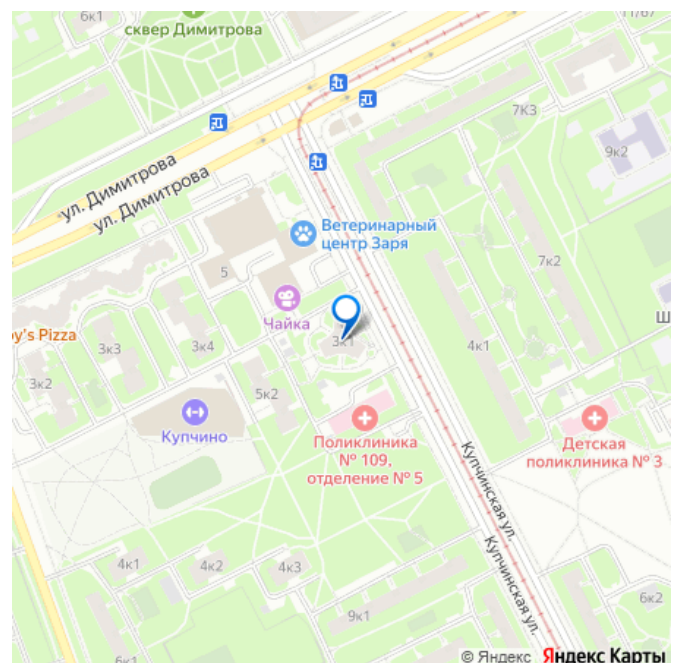 6к1
сквер Димитрова
11/67
7К3
9к2
ул. Димитрова
ул. Димитрова
Ветеринарный
центр Заря
5
7к2
Чайка
y's Pizza
3к3
3к4
3к1
4к1
3к2
5к2
Купчино
Поликлиника
№ 109,
отделение № 5
Детская
поликлиника № 3
Купчинская ул.
Купчинская ул.
4к1
4к2
4к3
9к1
6к2
6к1
© Яндекс Яндекс Карты